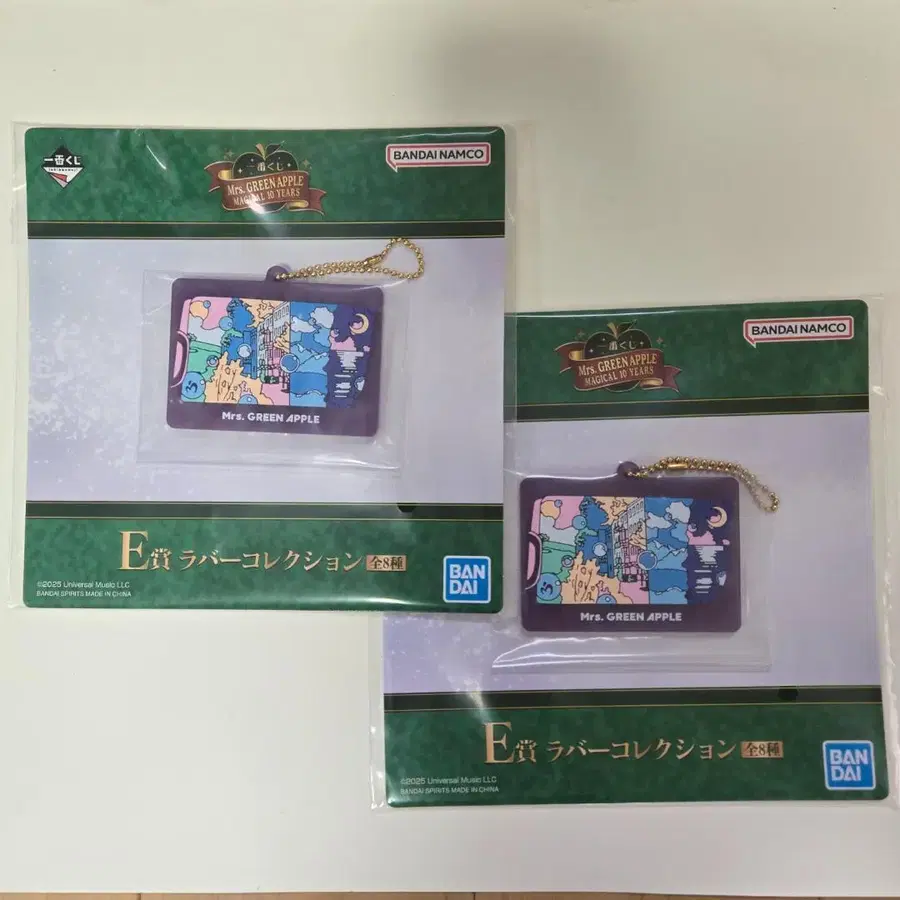 一番くじ
一番くじ
Mrs. GREEN APPLE
MAGICAL 10 YEARS
BANDAI NAMCO
Mrs. GREEN APPLE
E賞 ラバーコレクション 全8種
©2025 Universal Music LLC
BANDAI SPIRITS MADE IN CHINA
BAN
DAI
一番くじ
Mrs. GREEN APPLE
MAGICAL 10 YEARS
BANDAI NAMCO
Mrs. GREEN APPLE
E賞 ラバーコレクション 全8種
©2025 Universal Music LLC
BANDAI SPIRITS MADE IN CHINA
BAN
DAI